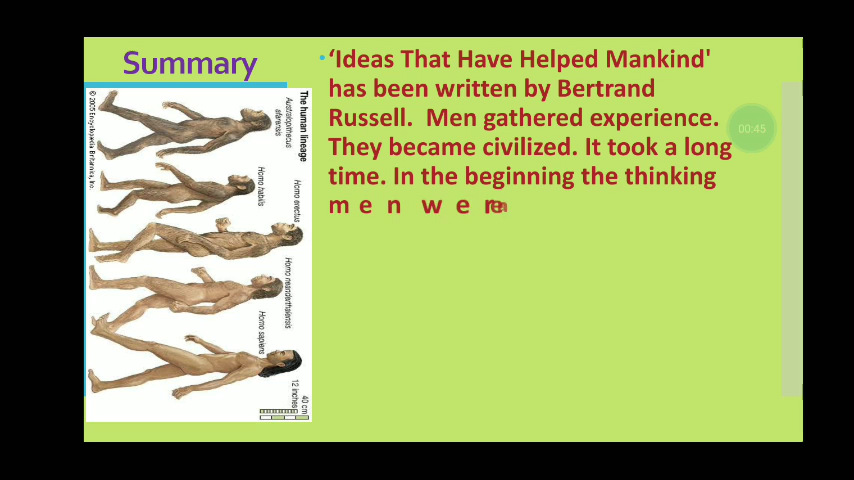 Summary
‘Ideas That Have Helped Mankind'
has been written by Bertrand
Russell. Men gathered experience.
They became civilized. It took a long
time. In the beginning the thinking
men were
00:45
The human lineage
Australopithecus
afarensis
Homo habilis
Homo erectus
Homo neanderthalensis
Homo sapiens
40 cm
12 inches
© 2005 Encyclopædia Britannica, Inc.